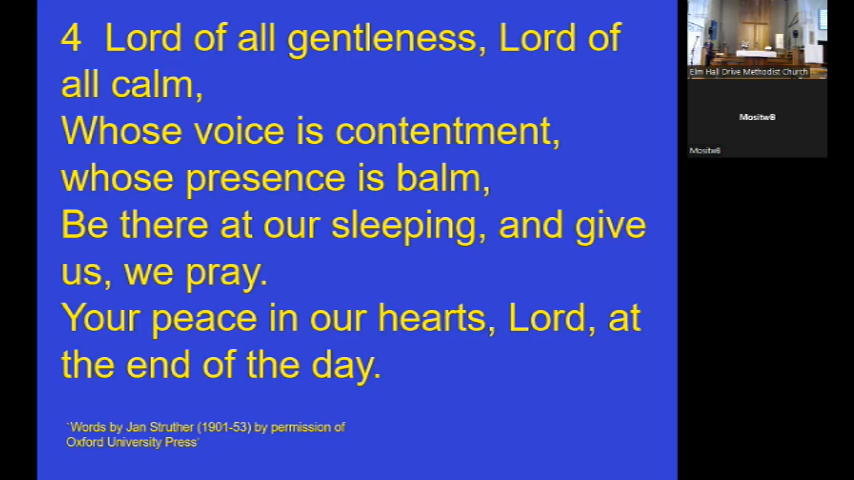 4 Lord of all gentleness, Lord of
all calm,
Whose voice is contentment,
whose presence is balm,
Be there at our sleeping, and give
us, we pray.
Your peace in our hearts, Lord, at
the end of the day.
`Words by Jan Struther (1901-53) by permission of
Oxford University Press'
Elm Hall Drive Methodist Church
MositwB
MositwB